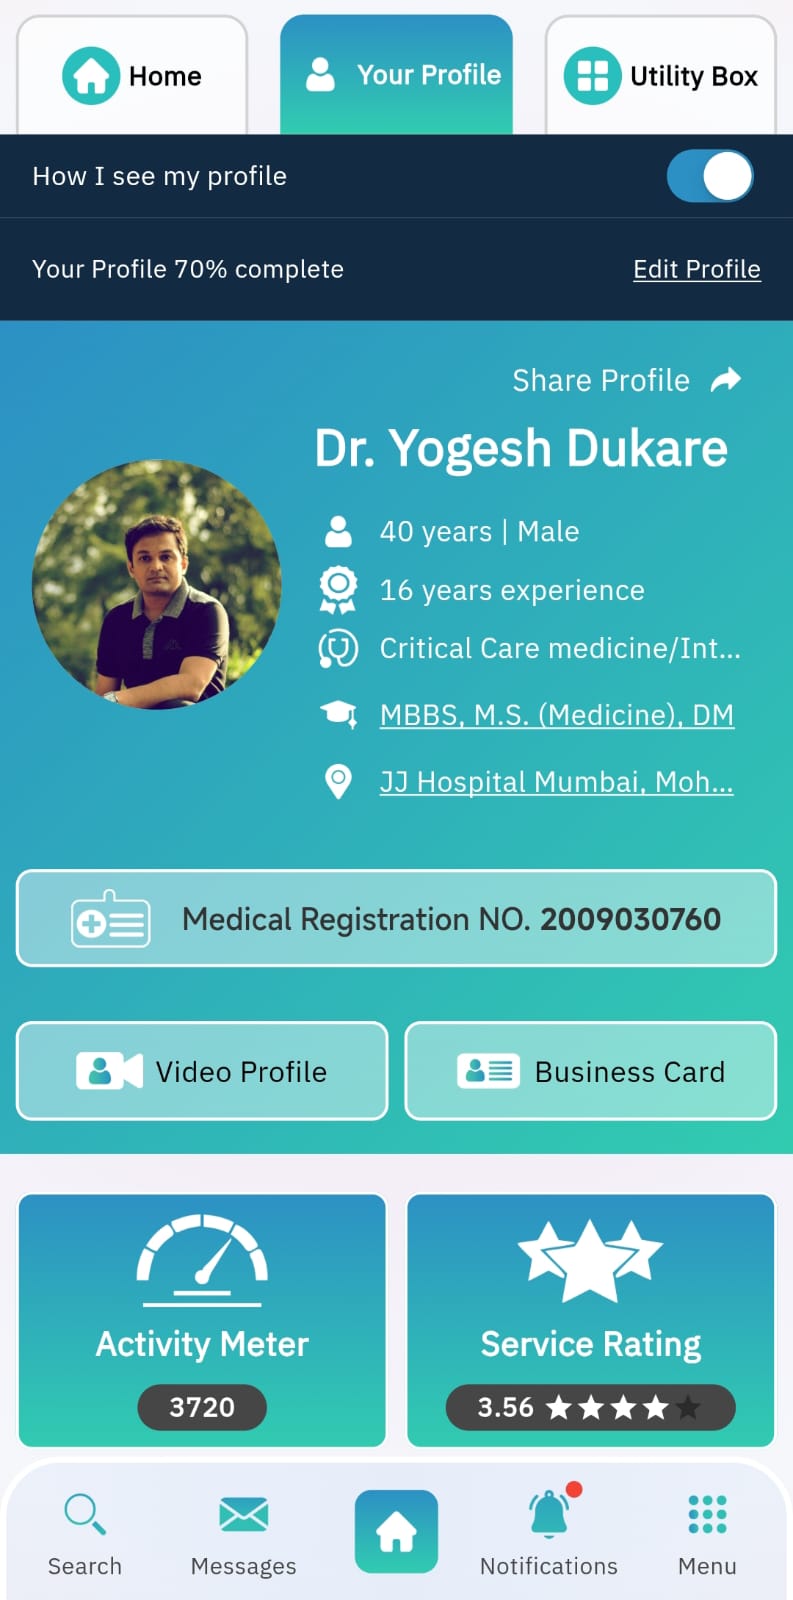 Home
Your Profile
Utility Box
How I see my profile
Your Profile 70% complete
Edit Profile
Share Profile
Dr. Yogesh Dukare
40 years | Male
16 years experience
Critical Care medicine/Int...
MBBS, M.S. (Medicine), DM
JJ Hospital Mumbai, Moh...
Medical Registration NO. 2009030760
Video Profile
Business Card
Activity Meter
3720
Service Rating
3.56
Search
Messages
Notifications
Menu